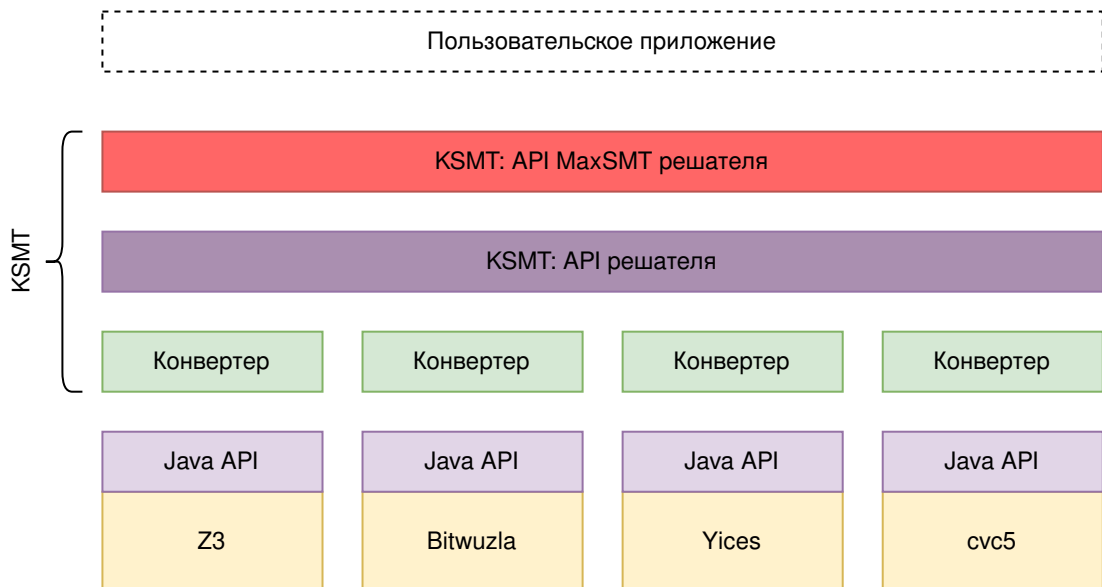 Пользовательское приложение
KSMT: API MaxSMT решателя
KSMT
KSMT: API решателя
Конвертер
Конвертер
Конвертер
Конвертер
Java API
Java API
Java API
Java API
Z3
Bitwuzla
Yices
cvc5